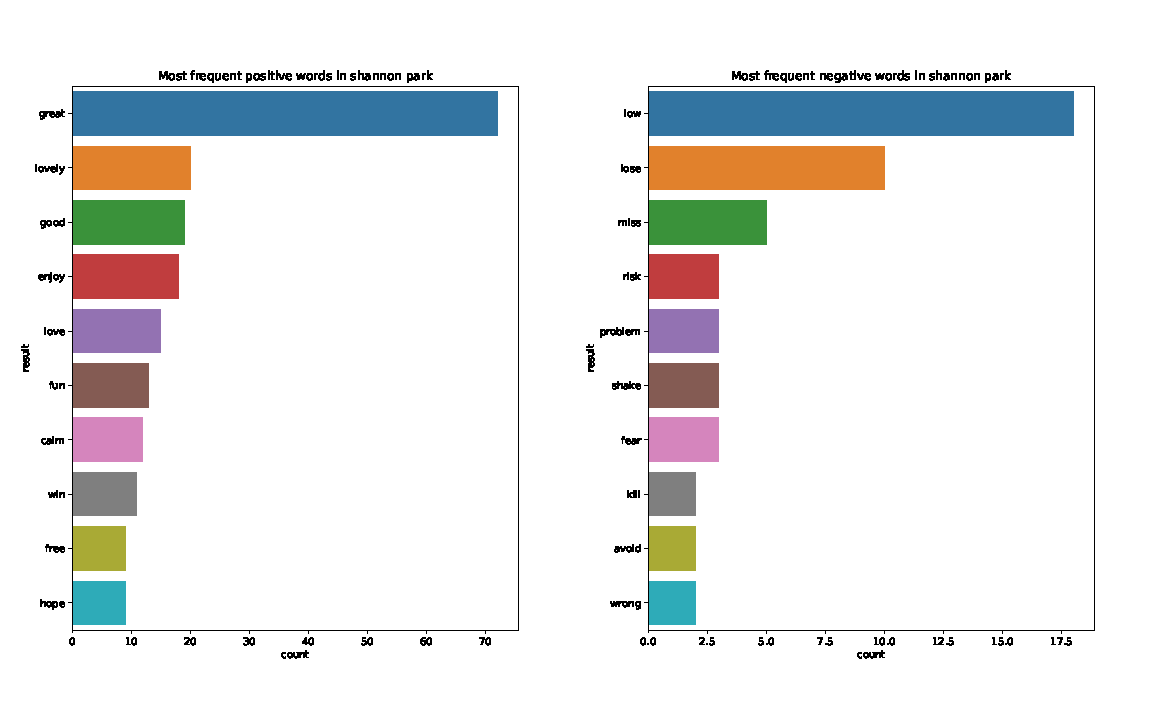 Most frequent positive words in shannon park
great
lovely
good
enjoy
love
fun
calm
win
free
hope
result
0 10 20 30 40 50 60 70
count
Most frequent negative words in shannon park
low
lose
miss
risk
problem
shake
fear
kill
avoid
wrong
result
0.0 2.5 5.0 7.5 10.0 12.5 15.0 17.5
count